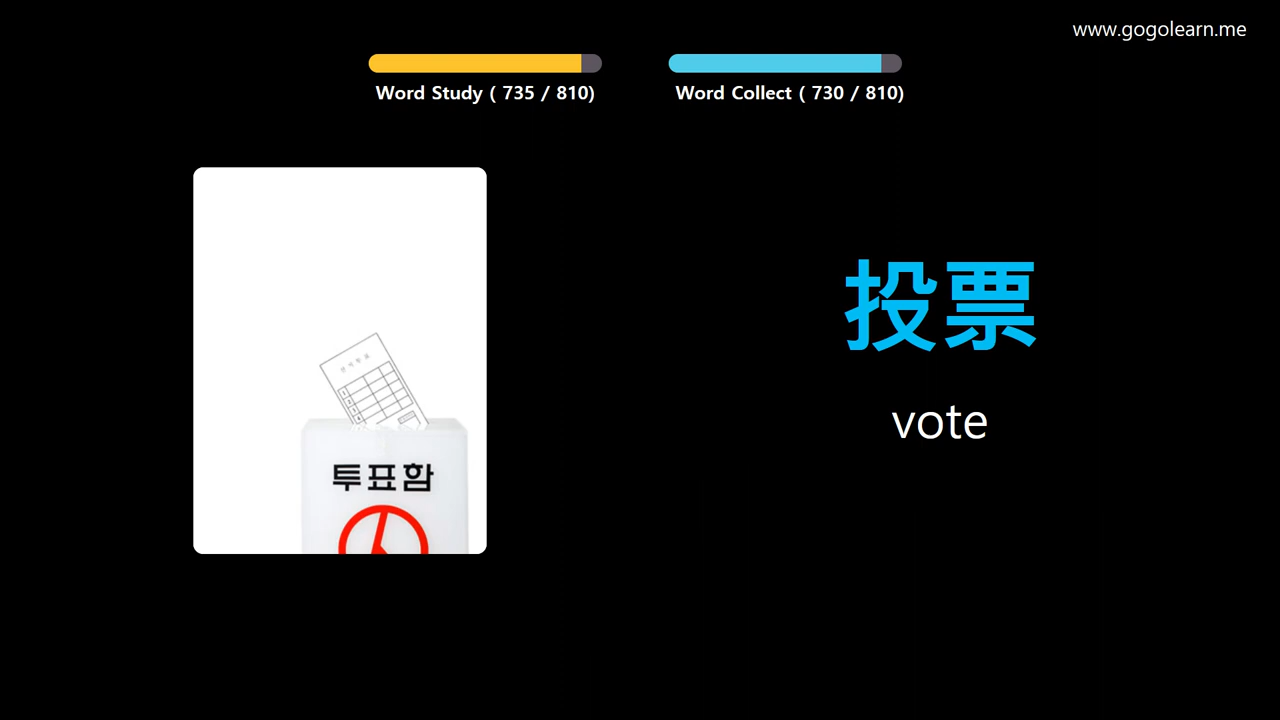 www.gogolearn.me
Word Study ( 735 / 810)
Word Collect ( 730 / 810)
투표함
投票
vote